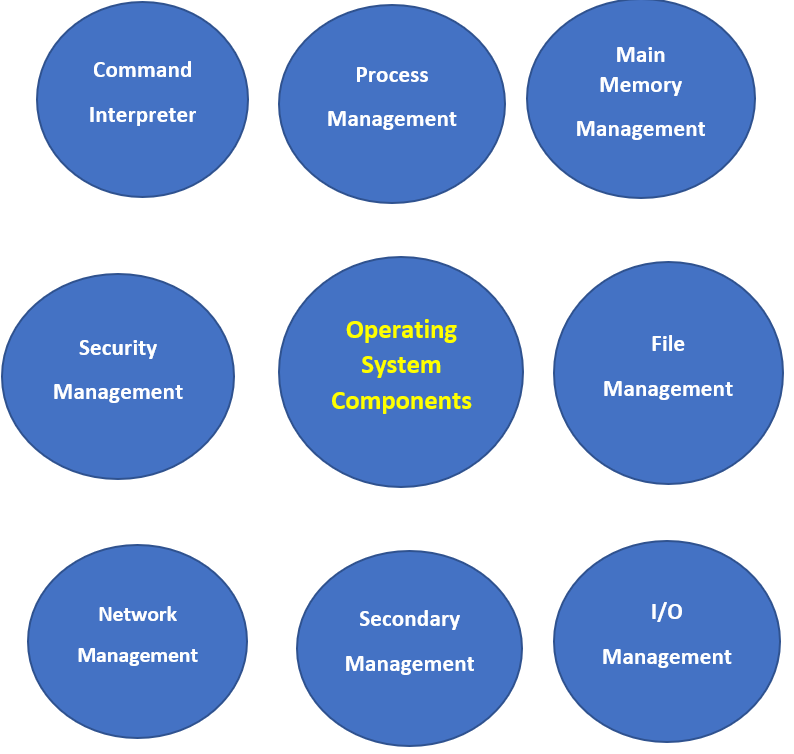 Command
Interpreter
Process
Management
Main
Memory
Management
Security
Management
Operating
System
Components
File
Management
Network
Management
Secondary
Management
I/O
Management